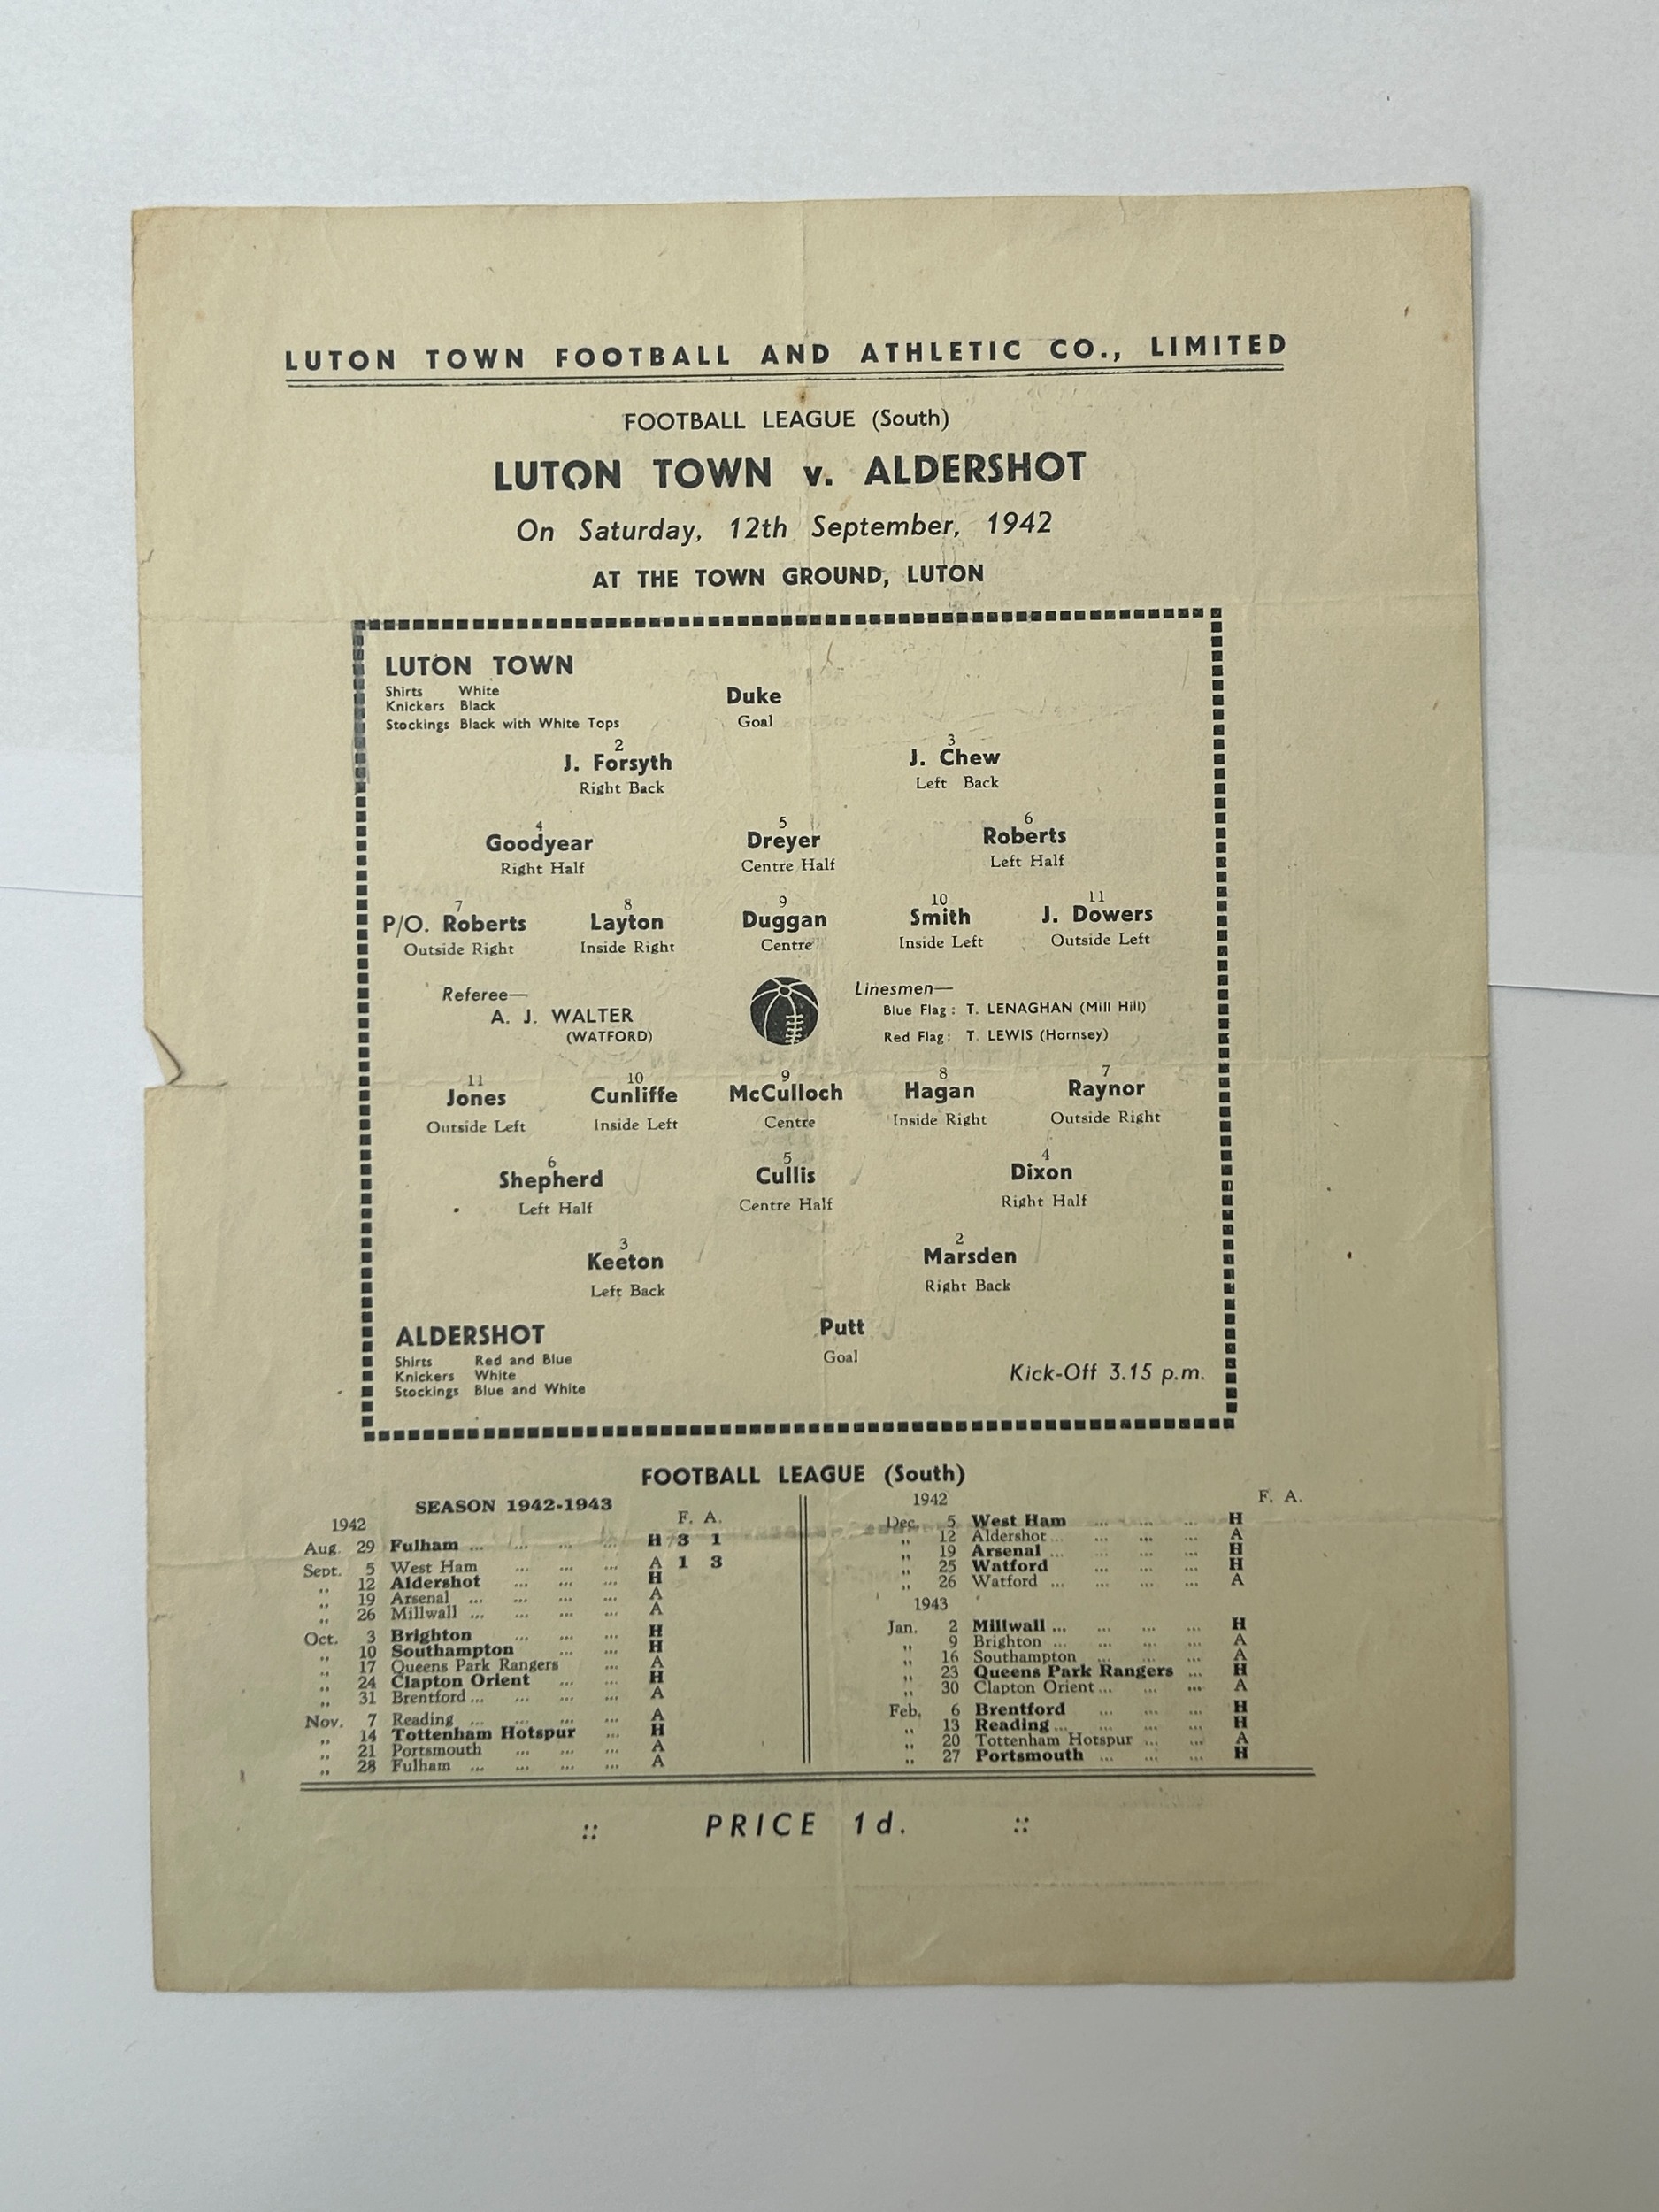 LUTON TOWN FOOTBALL AND ATHLETIC CO., LIMITED
FOOTBALL LEAGUE (South)
LUTON TOWN v. ALDERSHOT
On Saturday, 12th September, 1942
AT THE TOWN GROUND, LUTON
LUTON TOWN
Shirts White
Knickers Black
Stockings Black with White Tops
Duke
Goal
2 3
J. Forsyth J. Chew
Right Back Left Back
4 5 6
Goodyear Dreyer Roberts
Right Half Centre Half Left Half
7 8 9 10 11
P/O. Roberts Layton Duggan Smith J. Dowers
Outside Right Inside Right Centre Inside Left Outside Left
Referee— Linesmen—
A. J. WALTER Blue Flag : T. LENAGHAN (Mill Hill)
(WATFORD) Red Flag : T. LEWIS (Hornsey)
11 10 9 8 7
Jones Cunliffe McCulloch Hagan Raynor
Outside Left Inside Left Centre Inside Right Outside Right
6 5 4
Shepherd Cullis Dixon
Left Half Centre Half Right Half
3 2
Keeton Marsden
Left Back Right Back
Putt
Goal
ALDERSHOT
Shirts Red and Blue
Knickers White
Stockings Blue and White
Kick-Off 3.15 p.m.
FOOTBALL LEAGUE (South)
SEASON 1942-1943
1942 F. A.
Aug. 29 Fulham ... ... ... ... H 3 1
Sept. 5 West Ham ... ... ... A 1 3
,, 12 Aldershot ... ... ... H
,, 19 Arsenal ... ... ... ... A
,, 26 Millwall ... ... ... ... A
Oct. 3 Brighton ... ... ... H
,, 10 Southampton ... ... H
,, 17 Queens Park Rangers ... A
,, 24 Clapton Orient ... ... H
,, 31 Brentford ... ... ... ... A
Nov. 7 Reading ... ... ... ... A
,, 14 Tottenham Hotspur ... H
,, 21 Portsmouth ... ... ... A
,, 28 Fulham ... ... ... ... A
1942 F. A.
Dec. 5 West Ham ... ... ... H
,, 12 Aldershot ... ... ... ... A
,, 19 Arsenal ... ... ... ... H
,, 25 Watford ... ... ... H
,, 26 Watford ... ... ... ... A
1943
Jan. 2 Millwall ... ... ... ... H
,, 9 Brighton ... ... ... ... A
,, 16 Southampton ... ... ... A
,, 23 Queens Park Rangers ... H
,, 30 Clapton Orient ... ... ... A
Feb. 6 Brentford ... ... ... H
,, 13 Reading ... ... ... ... H
,, 20 Tottenham Hotspur ... ... A
,, 27 Portsmouth ... ... ... H
:: PRICE 1d. ::